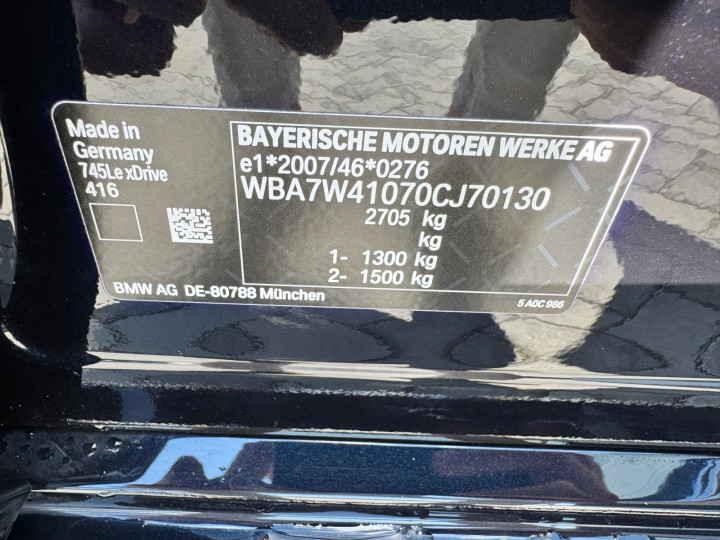 Made in
Germany
745Le xDrive
416
BAYERISCHE MOTOREN WERKE AG
e1*2007/46*0276
WBA7W41070CJ70130
2705 kg
kg
1- 1300 kg
2- 1500 kg
BMW AG DE-80788 München
5 A0C 986